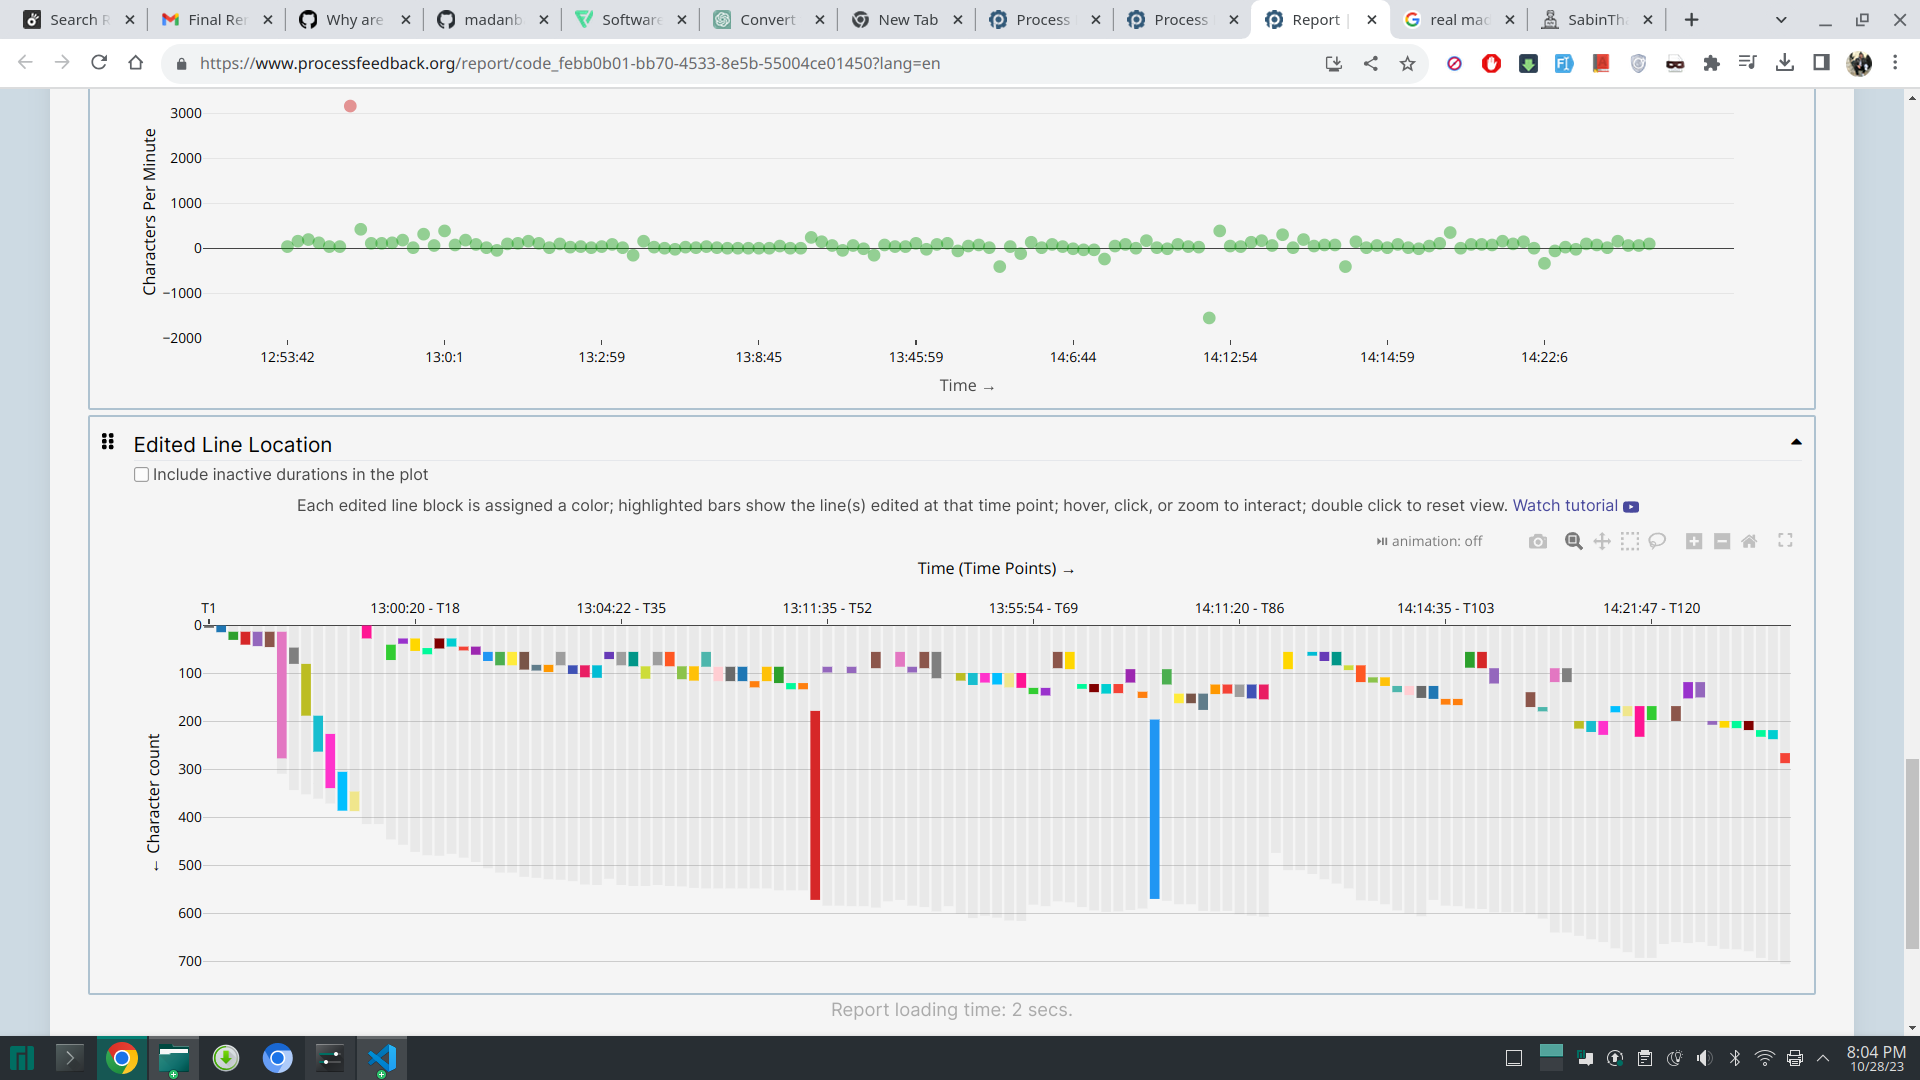 Search R
Final Rer
Why are
madanb
Software
Convert
New Tab
Process
Process
Report |
real mad
SabinTha
https://www.processfeedback.org/report/code_febb0b01-bb70-4533-8e5b-55004ce01450?lang=en
Characters Per Minute
3000
2000
1000
0
−1000
−2000
12:53:42 13:0:1 13:2:59 13:8:45 13:45:59 14:6:44 14:12:54 14:14:59 14:22:6
Time →
Edited Line Location
Include inactive durations in the plot
Each edited line block is assigned a color; highlighted bars show the line(s) edited at that time point; hover, click, or zoom to interact; double click to reset view. Watch tutorial
animation: off
Time (Time Points) →
T1 13:00:20 - T18 13:04:22 - T35 13:11:35 - T52 13:55:54 - T69 14:11:20 - T86 14:14:35 - T103 14:21:47 - T120
← Character count
0
100
200
300
400
500
600
700
Report loading time: 2 secs.
8:04 PM
10/28/23